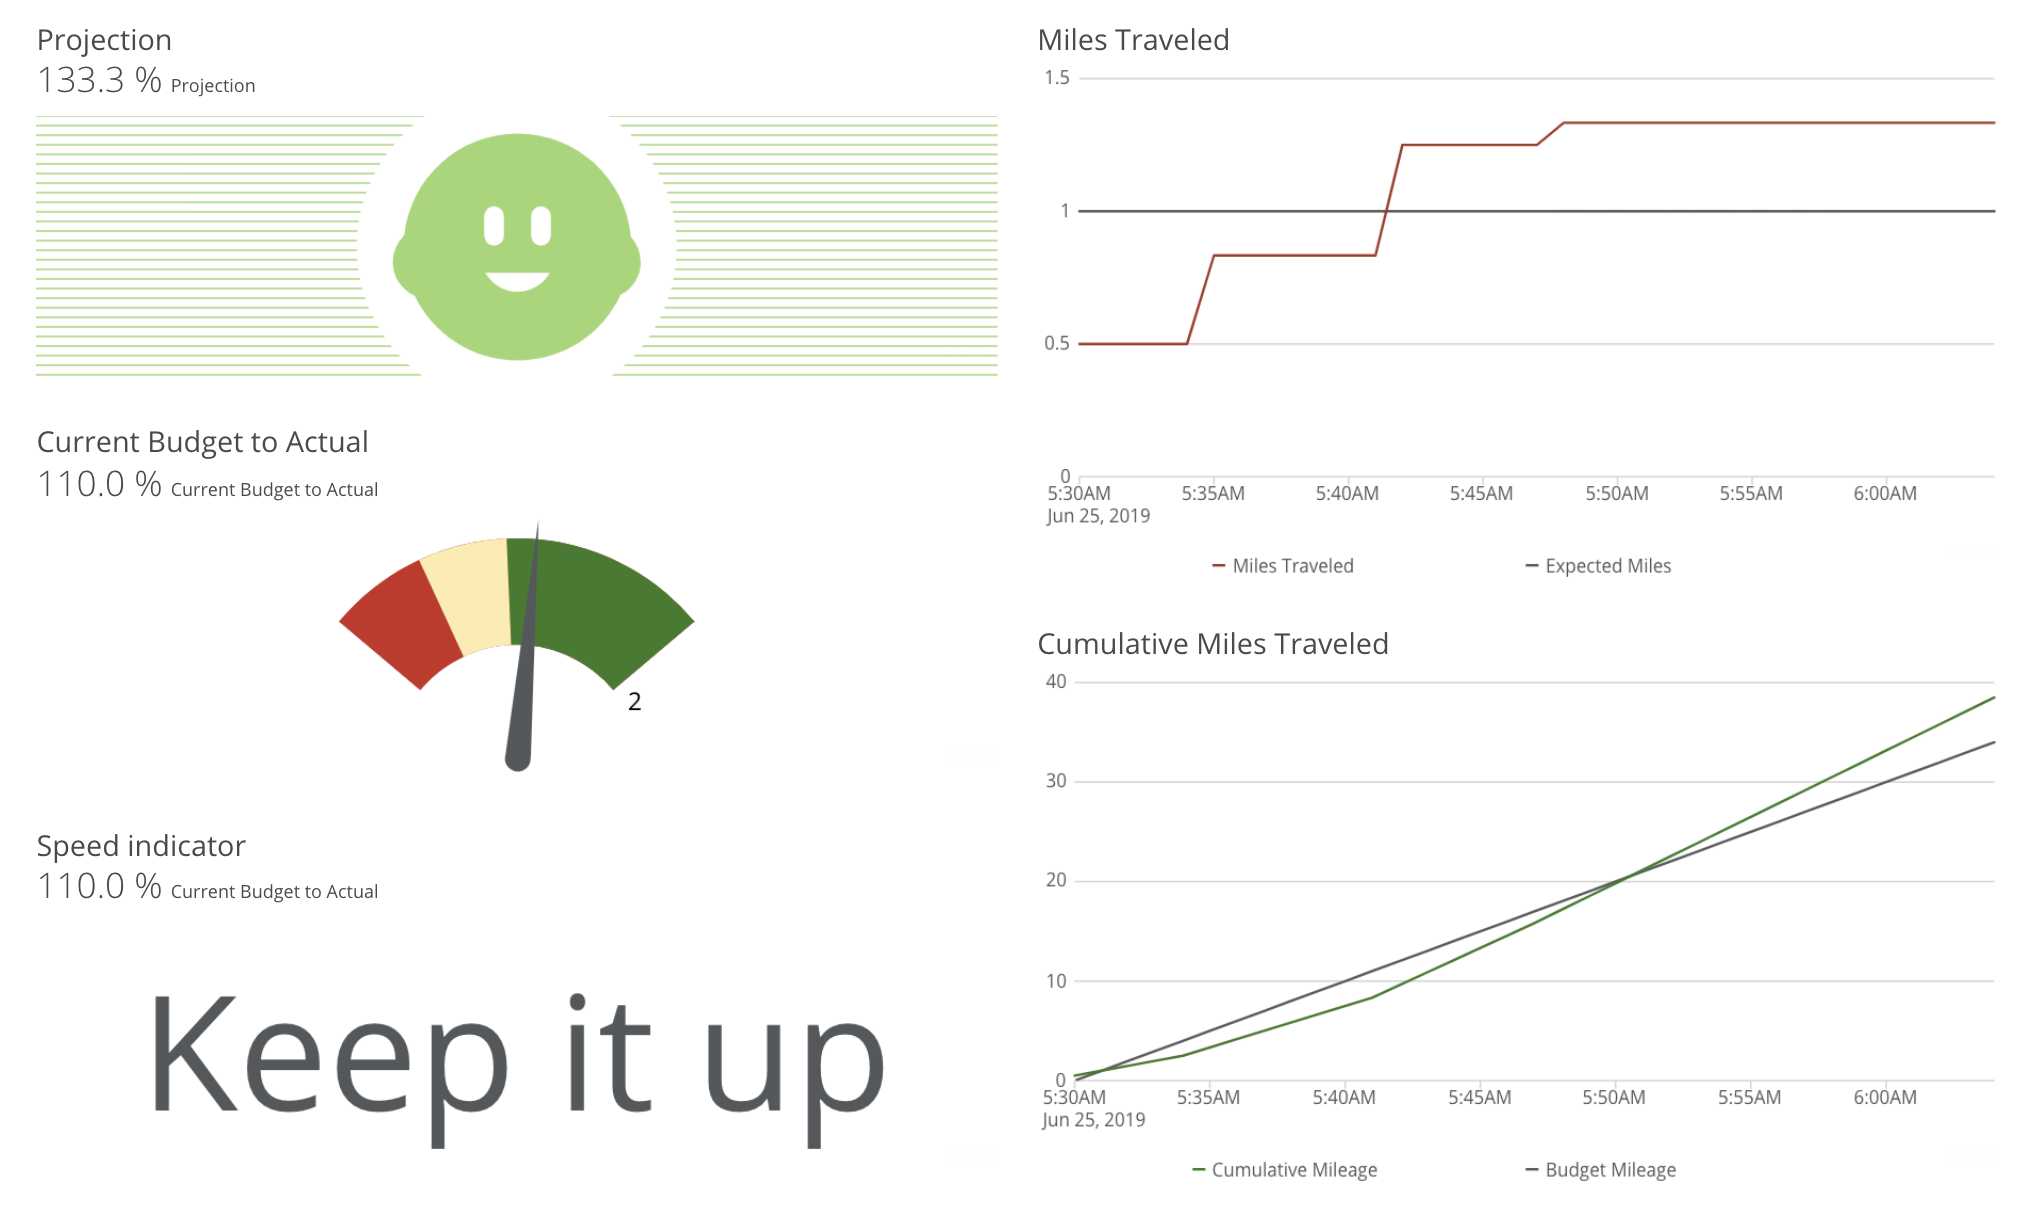 Projection
133.3 % Projection
Current Budget to Actual
110.0 % Current Budget to Actual
2
Speed indicator
110.0 % Current Budget to Actual
Keep it up
Miles Traveled
1.5
1
0.5
0
5:30AM 5:35AM 5:40AM 5:45AM 5:50AM 5:55AM 6:00AM
Jun 25, 2019
Miles Traveled Expected Miles
Cumulative Miles Traveled
40
30
20
10
0
5:30AM 5:35AM 5:40AM 5:45AM 5:50AM 5:55AM 6:00AM
Jun 25, 2019
Cumulative Mileage Budget Mileage